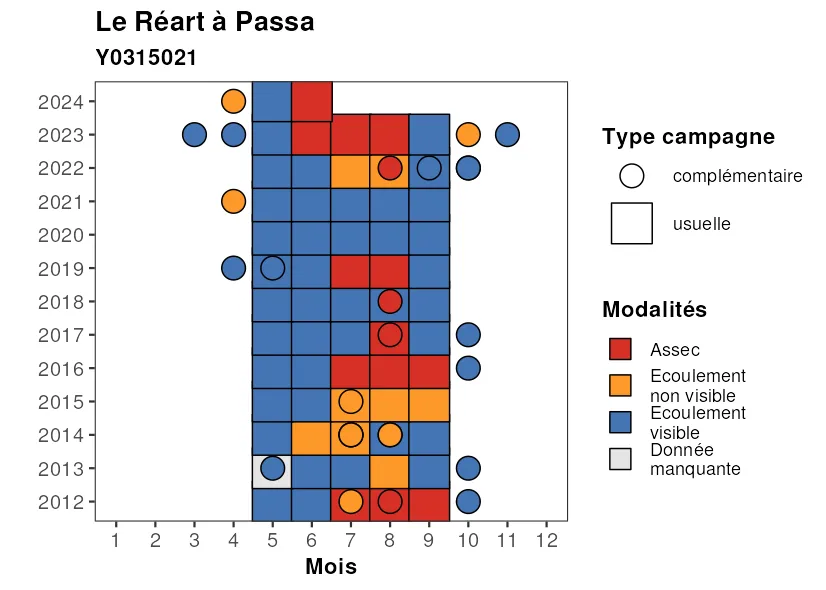 Le Réart à Passa
Y0315021
2024
2023
2022
2021
2020
2019
2018
2017
2016
2015
2014
2013
2012
1 2 3 4 5 6 7 8 9 10 11 12
Mois
Type campagne
complémentaire
usuelle
Modalités
Assec
Ecoulement
non visible
Ecoulement
visible
Donnée
manquante